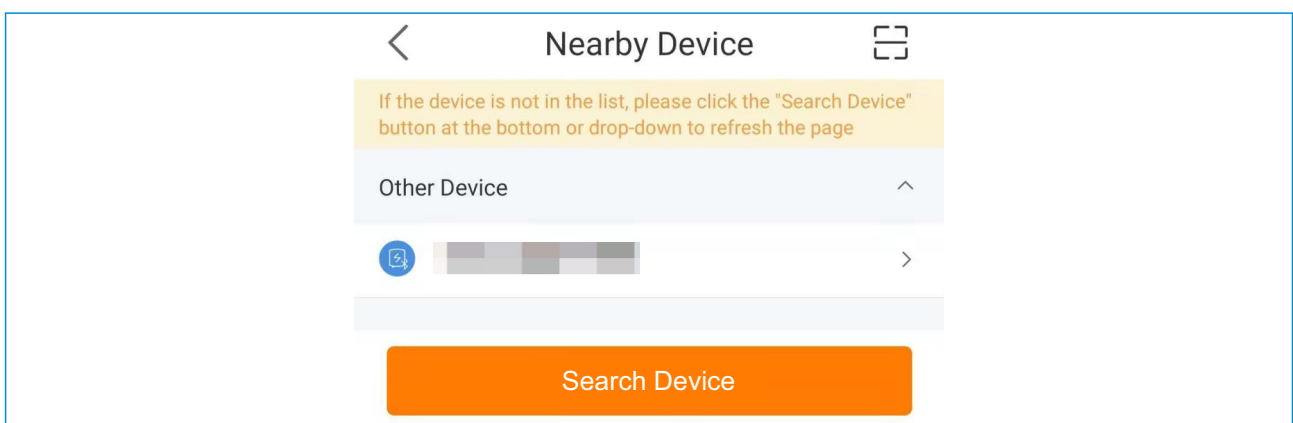 Nearby Device
If the device is not in the list, please click the "Search Device"
button at the bottom or drop-down to refresh the page
Other Device
Search Device